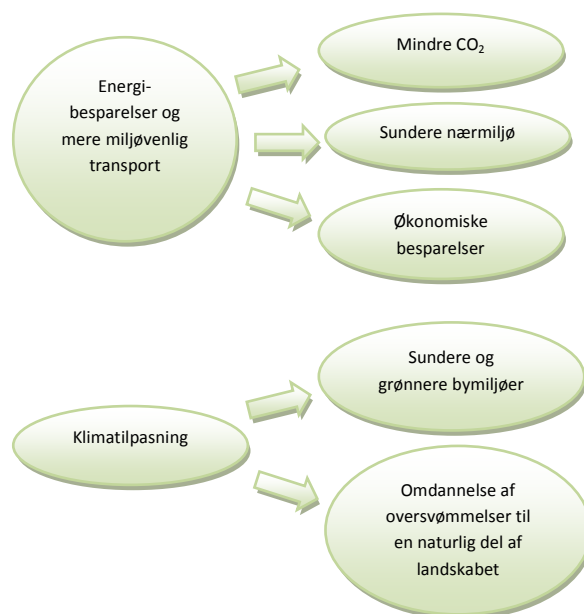 Energi-
besparelser og
mere miljøvenlig
transport
Mindre CO₂
Sundere nærmiljø
Økonomiske
besparelser
Klimatilpasning
Sundere og
grønnere bymiljøer
Omdannelse af
oversvømmelser til
en naturlig del af
landskabet